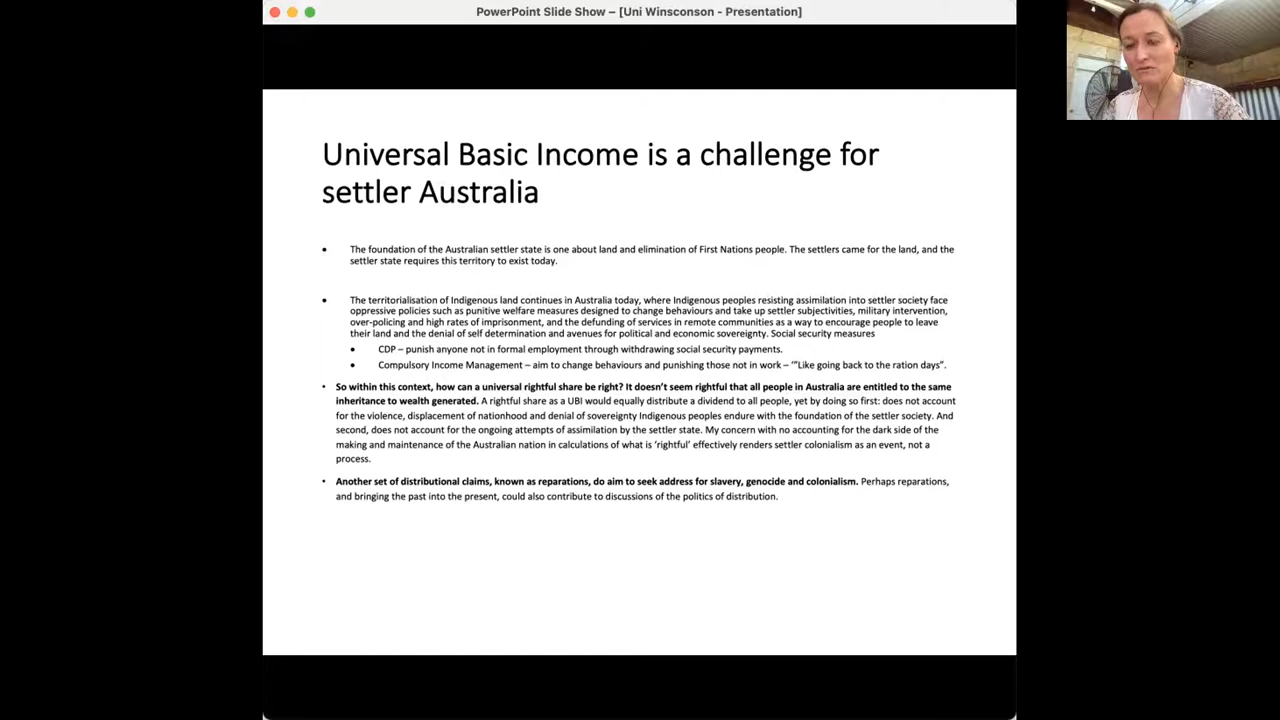 PowerPoint Slide Show – [Uni Winsconson - Presentation]
Universal Basic Income is a challenge for
settler Australia
• The foundation of the Australian settler state is one about land and elimination of First Nations people. The settlers came for the land, and the
settler state requires this territory to exist today.
• The territorialisation of Indigenous land continues in Australia today, where Indigenous peoples resisting assimilation into settler society face
oppressive policies such as punitive welfare measures designed to change behaviours and take up settler subjectivities, military intervention,
over-policing and high rates of imprisonment, and the defunding of services in remote communities as a way to encourage people to leave
their land and the denial of self determination and avenues for political and economic sovereignty. Social security measures
• CDP – punish anyone not in formal employment through withdrawing social security payments.
• Compulsory Income Management – aim to change behaviours and punishing those not in work – ‘“Like going back to the ration days”.
• So within this context, how can a universal rightful share be right? It doesn’t seem rightful that all people in Australia are entitled to the same
inheritance to wealth generated. A rightful share as a UBI would equally distribute a dividend to all people, yet by doing so first: does not account
for the violence, displacement of nationhood and denial of sovereignty Indigenous peoples endure with the foundation of the settler society. And
second, does not account for the ongoing attempts of assimilation by the settler state. My concern with no accounting for the dark side of the
making and maintenance of the Australian nation in calculations of what is ‘rightful’ effectively renders settler colonialism as an event, not a
process.
• Another set of distributional claims, known as reparations, do aim to seek address for slavery, genocide and colonialism. Perhaps reparations,
and bringing the past into the present, could also contribute to discussions of the politics of distribution.